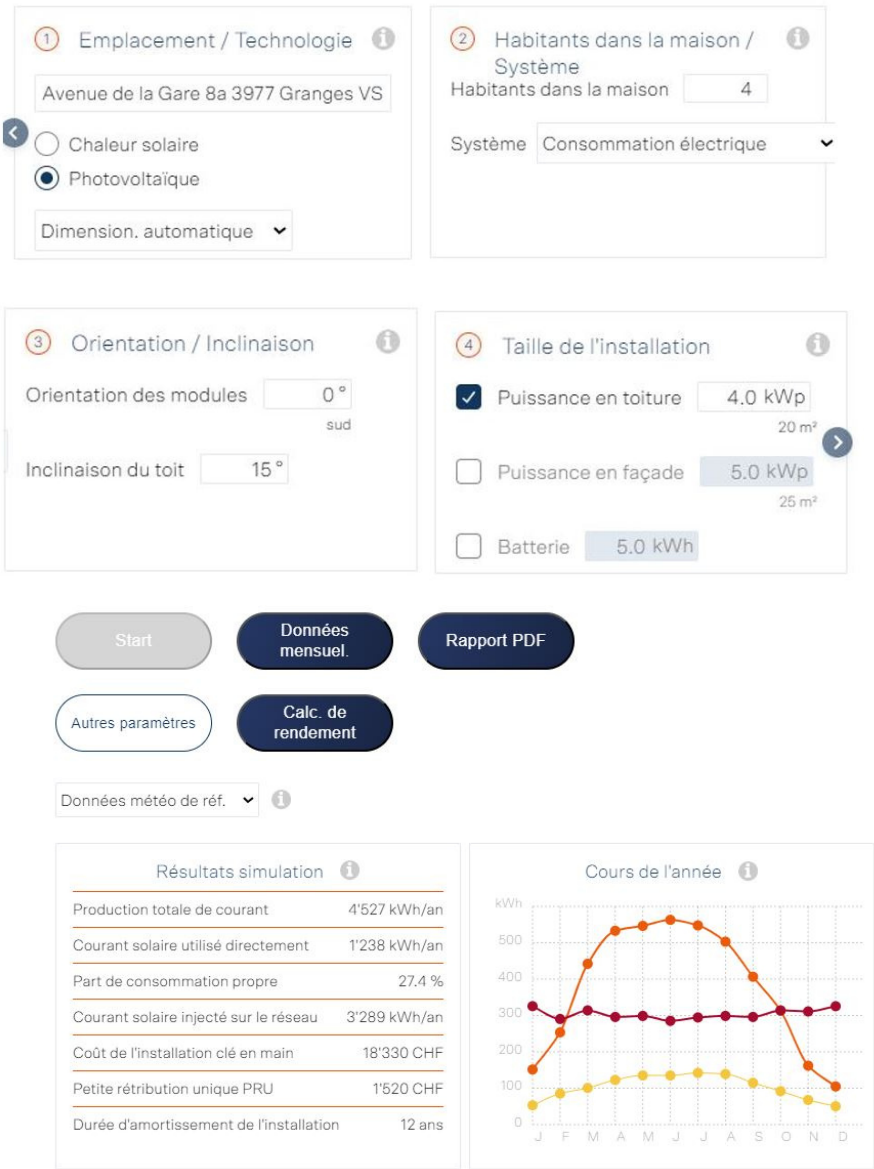 1 Emplacement / Technologie i
Avenue de la Gare 8a 3977 Granges VS
Chaleur solaire
Photovoltaïque
Dimension. automatique
2 Habitants dans la maison / i
Système
Habitants dans la maison 4
Système Consommation électrique
3 Orientation / Inclinaison i
Orientation des modules 0 °
sud
Inclinaison du toit 15 °
4 Taille de l'installation i
Puissance en toiture 4.0 kWp
20 m²
Puissance en façade 5.0 kWp
25 m²
Batterie 5.0 kWh
Start
Données
mensuel.
Rapport PDF
Autres paramètres
Calc. de
rendement
Données météo de réf. i
Résultats simulation i
Production totale de courant 4'527 kWh/an
Courant solaire utilisé directement 1'238 kWh/an
Part de consommation propre 27.4 %
Courant solaire injecté sur le réseau 3'289 kWh/an
Coût de l'installation clé en main 18'330 CHF
Petite rétribution unique PRU 1'520 CHF
Durée d'amortissement de l'installation 12 ans
Cours de l'année i
kWh
500
400
300
200
100
0
J F M A M J J A S O N D